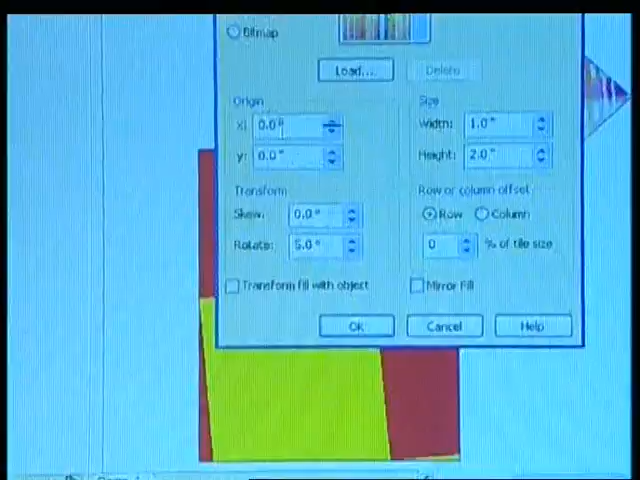 Bitmap
Load...
Delete
Origin
Size
x: 0.0"
Width: 1.0"
y: 0.0"
Height: 2.0"
Transform
Row or column offset
Skew: 0.0°
Row
Column
Rotate: 5.0°
0 % of tile size
Transform fill with object
Mirror Fill
OK
Cancel
Help